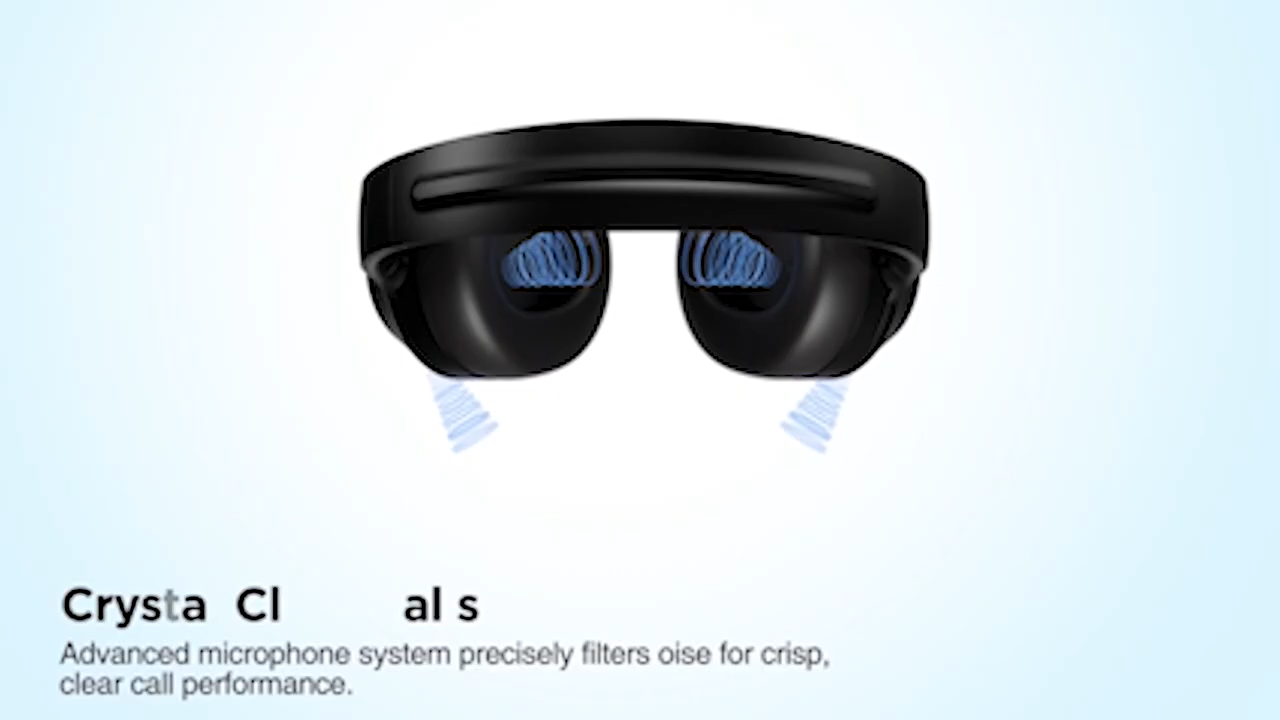 Crysta Cl al s
Advanced microphone system precisely filters oise for crisp,
clear call performance.